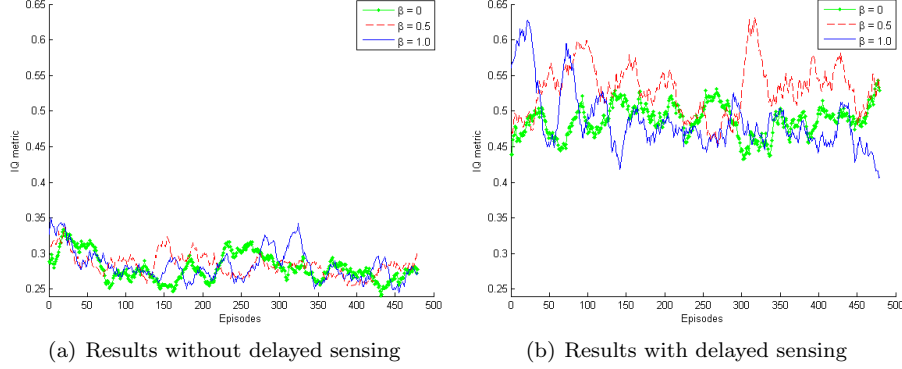 0.65
0.6
0.55
0.5
0.45
0.4
0.35
0.3
0.25
IQ metric
0 50 100 150 200 250 300 350 400 450 500
Episodes
β = 0
β = 0.5
β = 1.0
(a) Results without delayed sensing
0.65
0.6
0.55
0.5
0.45
0.4
0.35
0.3
0.25
IQ metric
0 50 100 150 200 250 300 350 400 450 500
Episodes
β = 0
β = 0.5
β = 1.0
(b) Results with delayed sensing